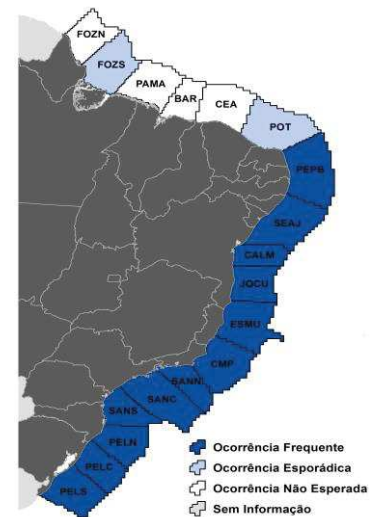 FOZN
FOZS
PAMA
BAR
CEA
POT
PEPB
SEAJ
CALM
JOCU
ESMU
CMP
SANN
SANC
SANS
PELN
PELC
PELS
Ocorrência Frequente
Ocorrência Esporádica
Ocorrência Não Esperada
Sem Informação